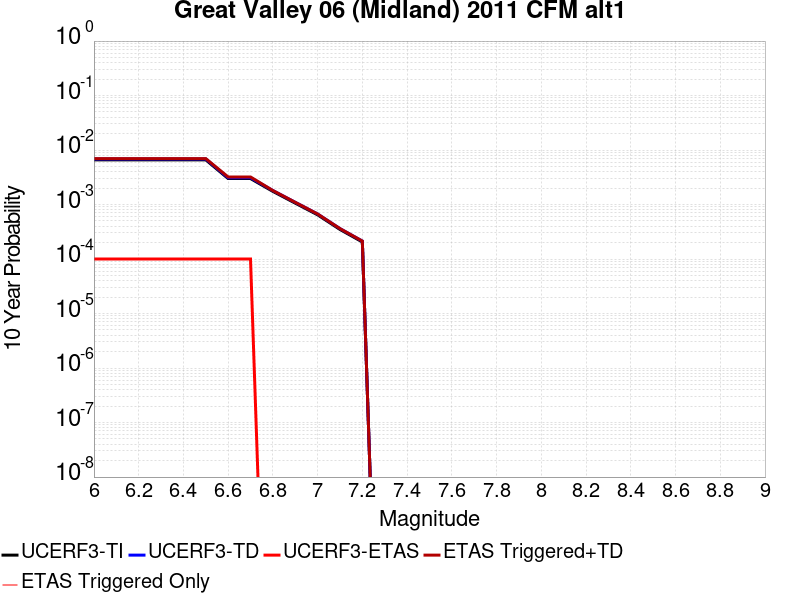 Great Valley 06 (Midland) 2011 CFM alt1
10 0
10 -1
10 -2
10 -3
10 -4
10 -5
10 -6
10 -7
10 -8
10 Year Probability
6 6.2 6.4 6.6 6.8 7 7.2 7.4 7.6 7.8 8 8.2 8.4 8.6 8.8 9
Magnitude
UCERF3-TI UCERF3-TD UCERF3-ETAS ETAS Triggered+TD
ETAS Triggered Only